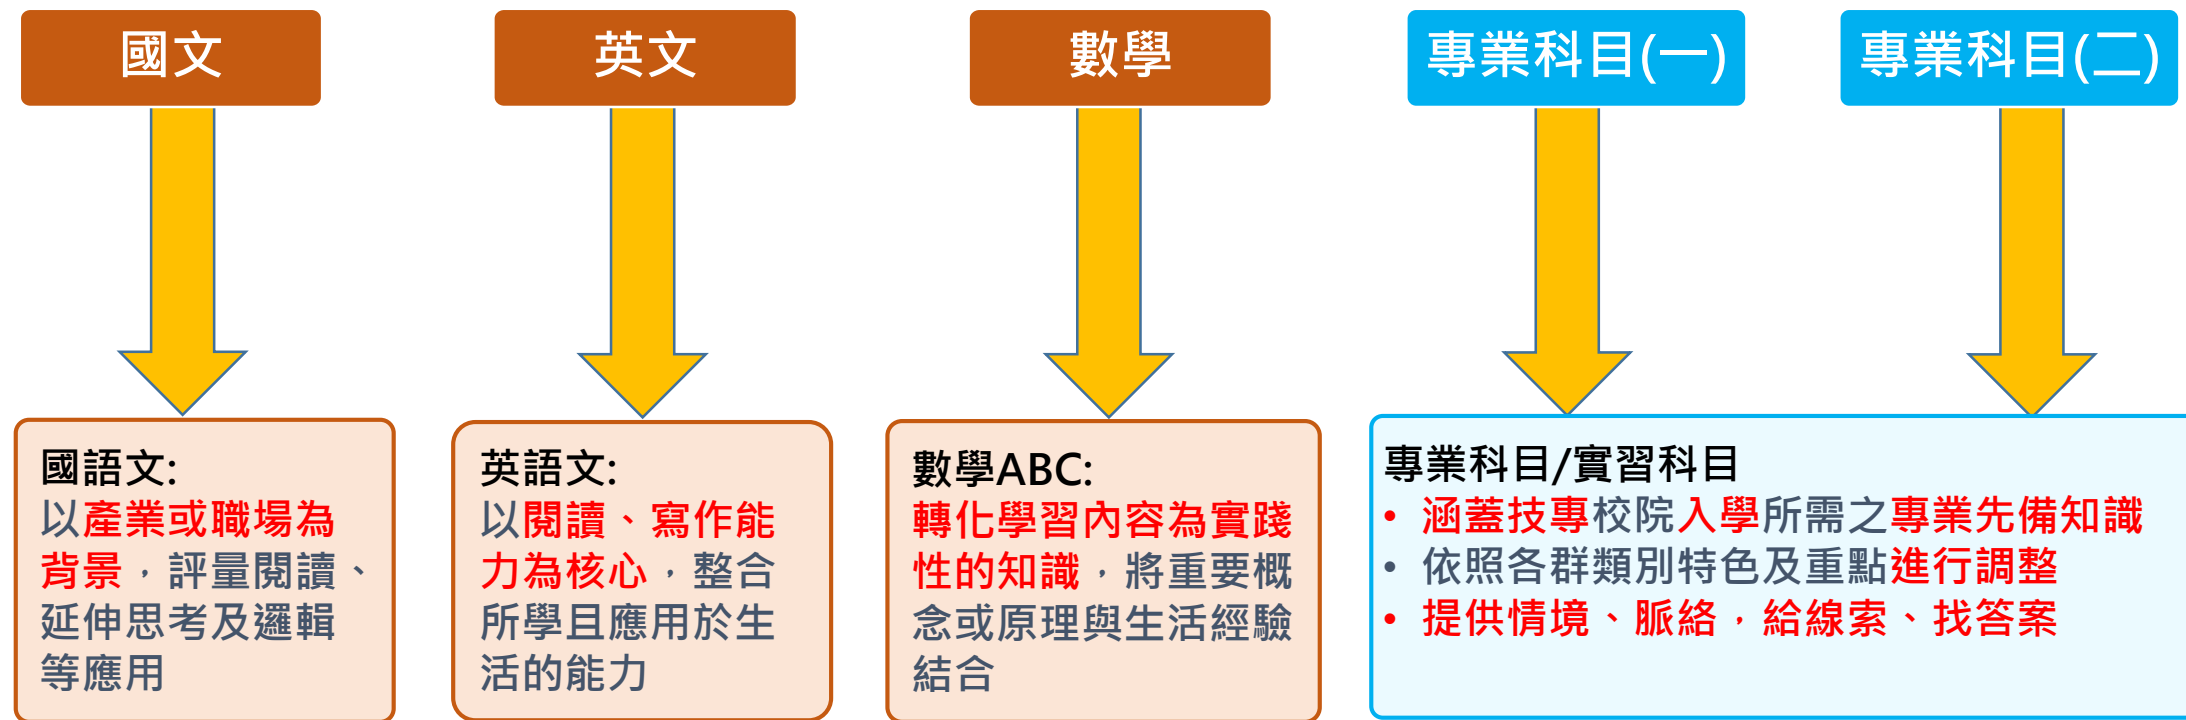 國文
英文
數學
專業科目(一)
專業科目(二)
國語文:
以產業或職場為
背景，評量閱讀、
延伸思考及邏輯
等應用
英語文:
以閱讀、寫作能
力為核心，整合
所學且應用於生
活的能力
數學ABC:
轉化學習內容為實踐
性的知識，將重要概
念或原理與生活經驗
結合
專業科目/實習科目
• 涵蓋技專校院入學所需之專業先備知識
• 依照各群類別特色及重點進行調整
• 提供情境、脈絡，給線索、找答案